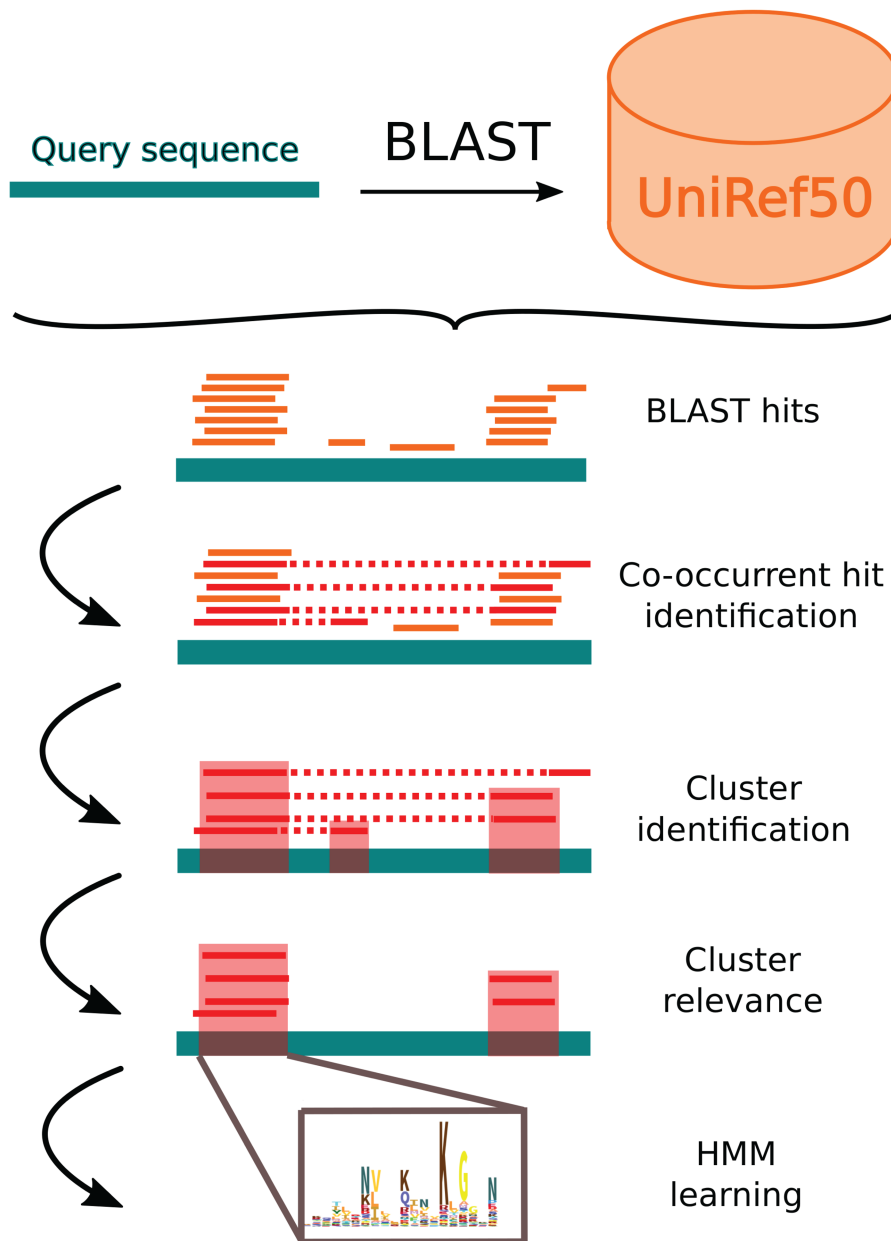 Query sequence
BLAST
UniRef50
BLAST hits
Co-occurrent hit
identification
Cluster
identification
Cluster
relevance
HMM
learning